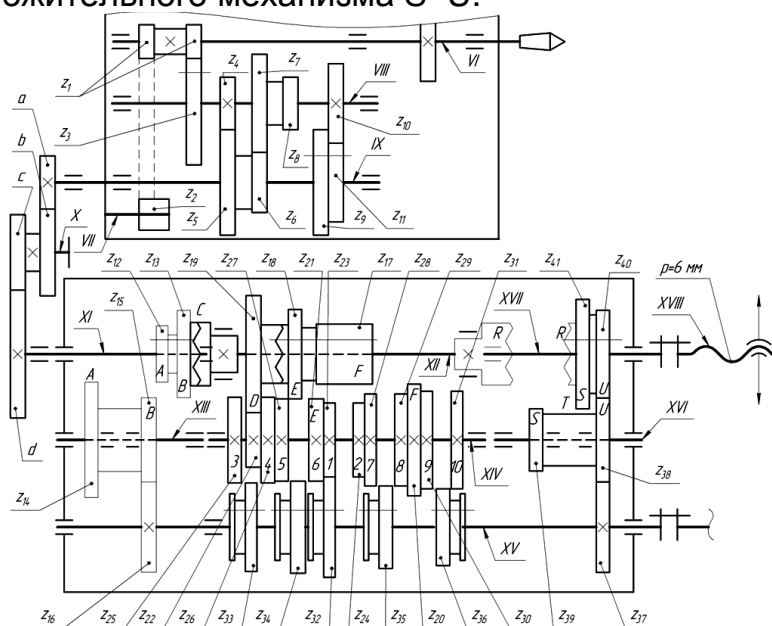 ожительного механизма S–U.
z₁ z₄ z₇ VI
VIII
a
z₃ z₁₀
b z₈
IX
c
X z₂
VII z₅ z₆ z₉ z₁₁
z₁₂ z₁₃ z₁₉ z₂₇ z₁₈ z₂₁ z₂₃ z₁₇ z₂₈ z₂₉ z₃₁ z₄₁ z₄₀ p=6 мм
z₁₅ C XVII XVIII
XI R R
A B E F XII S U
A B XIII D E F S T U XVI
3 4 5 6 1 2 7 8 9 10 XIV
d
z₁₄ z₃₈
XV
z₁₆ z₂₅ z₂₂ z₂₆ z₃₃ z₃₄ z₃₂ z₂₄ z₃₅ z₂₀ z₃₆ z₃₀ z₃₉ z₃₇